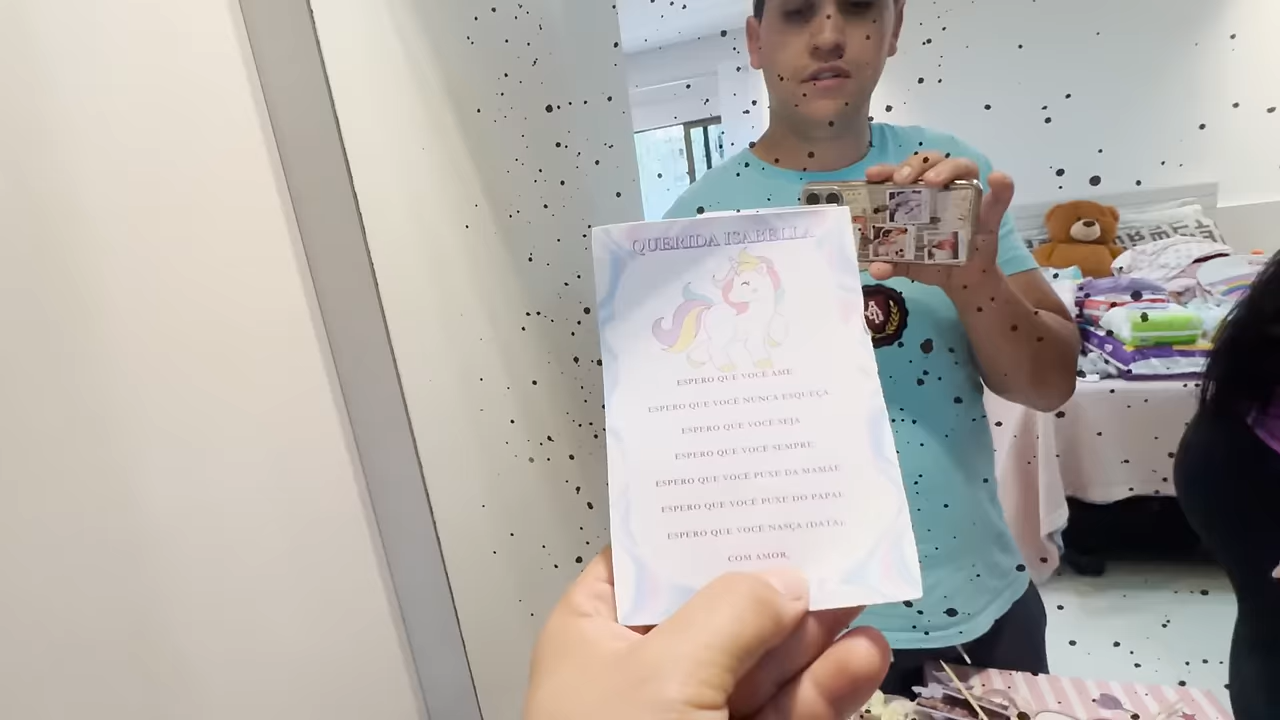 QUERIDA ISABELLA
ESPERO QUE VOCÊ AME:
ESPERO QUE VOCÊ NUNCA ESQUEÇA:
ESPERO QUE VOCÊ SEJA
ESPERO QUE VOCÊ SEMPRE:
ESPERO QUE VOCÊ PUXE DA MAMÃE
ESPERO QUE VOCÊ PUXE DO PAPAI
ESPERO QUE VOCÊ NASÇA (DATA):
COM AMOR,